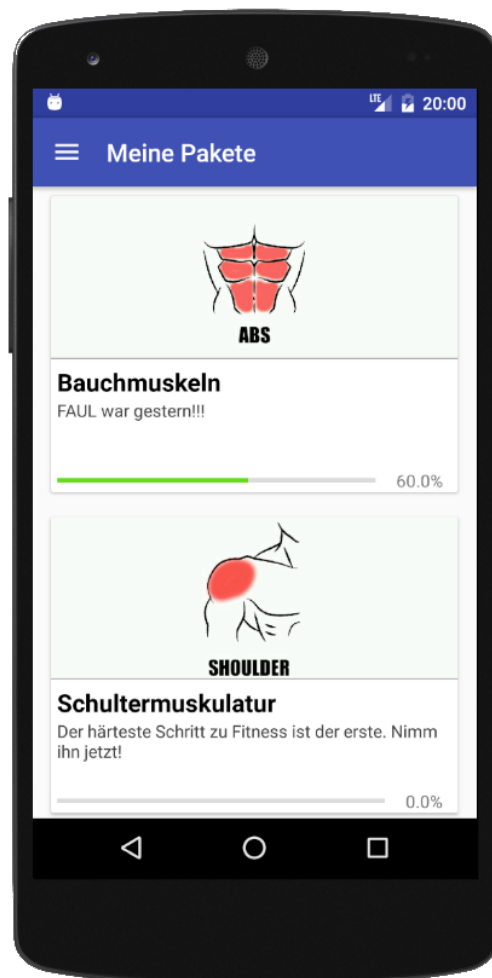 LTE 20:00
Meine Pakete
ABS
Bauchmuskeln
FAUL war gestern!!!
60.0%
SHOULDER
Schultermuskulatur
Der härteste Schritt zu Fitness ist der erste. Nimm
ihn jetzt!
0.0%